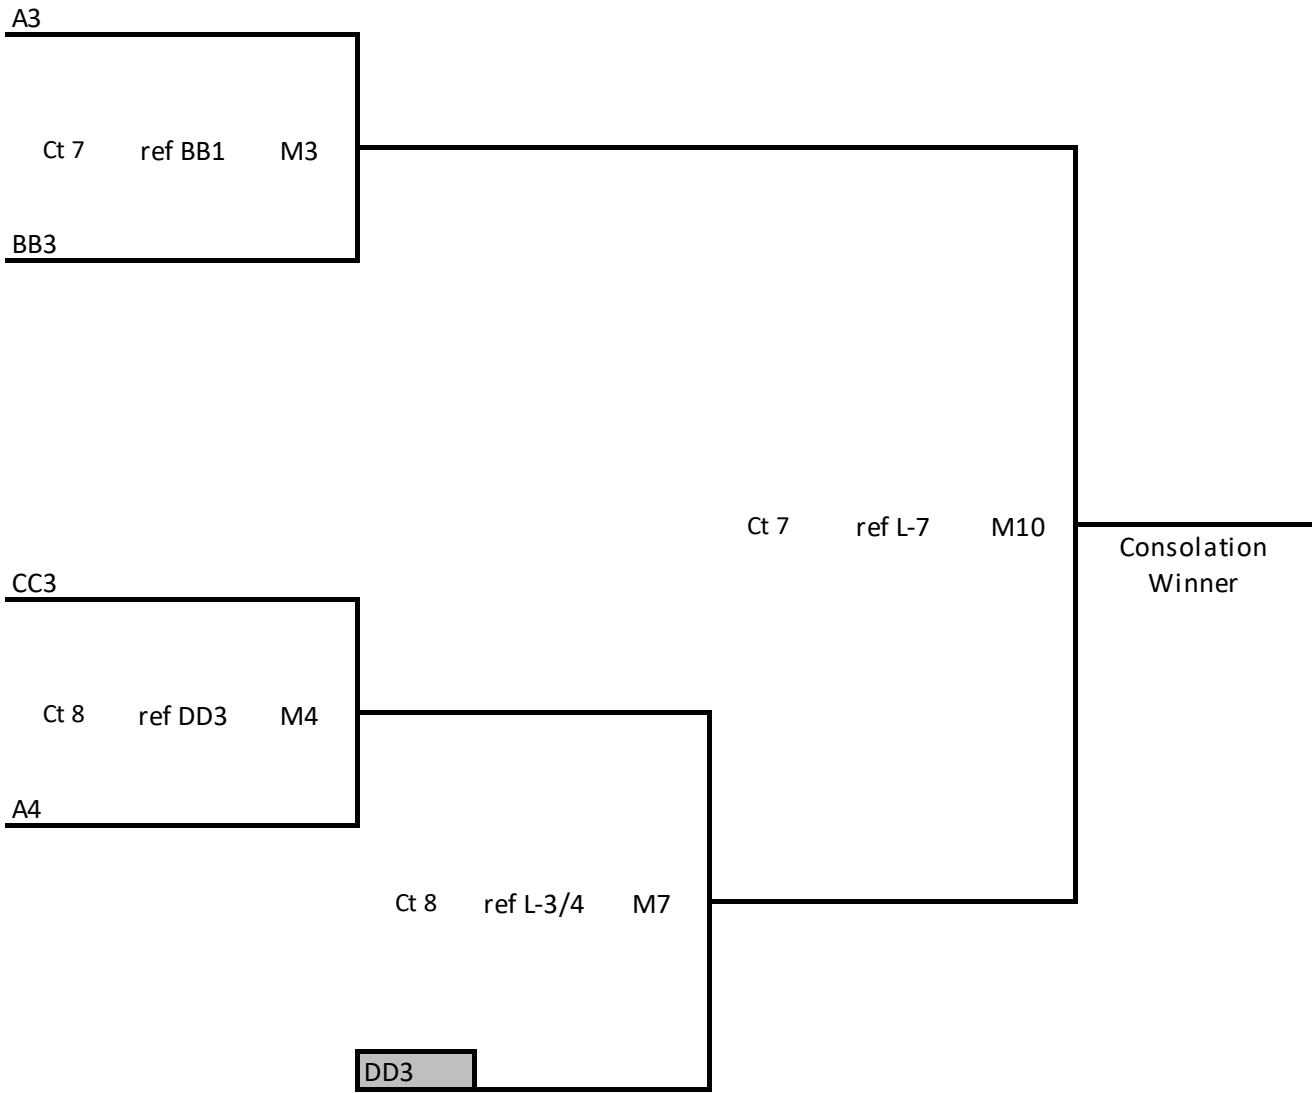 A3
Ct 7 ref BB1 M3
BB3
Ct 7 ref L-7 M10
Consolation
Winner
CC3
Ct 8 ref DD3 M4
A4
Ct 8 ref L-3/4 M7
DD3